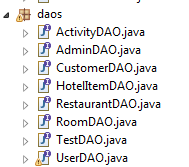 daos
ActivityDAO.java
AdminDAO.java
CustomerDAO.java
HotelItemDAO.java
RestaurantDAO.java
RoomDAO.java
TestDAO.java
UserDAO.java